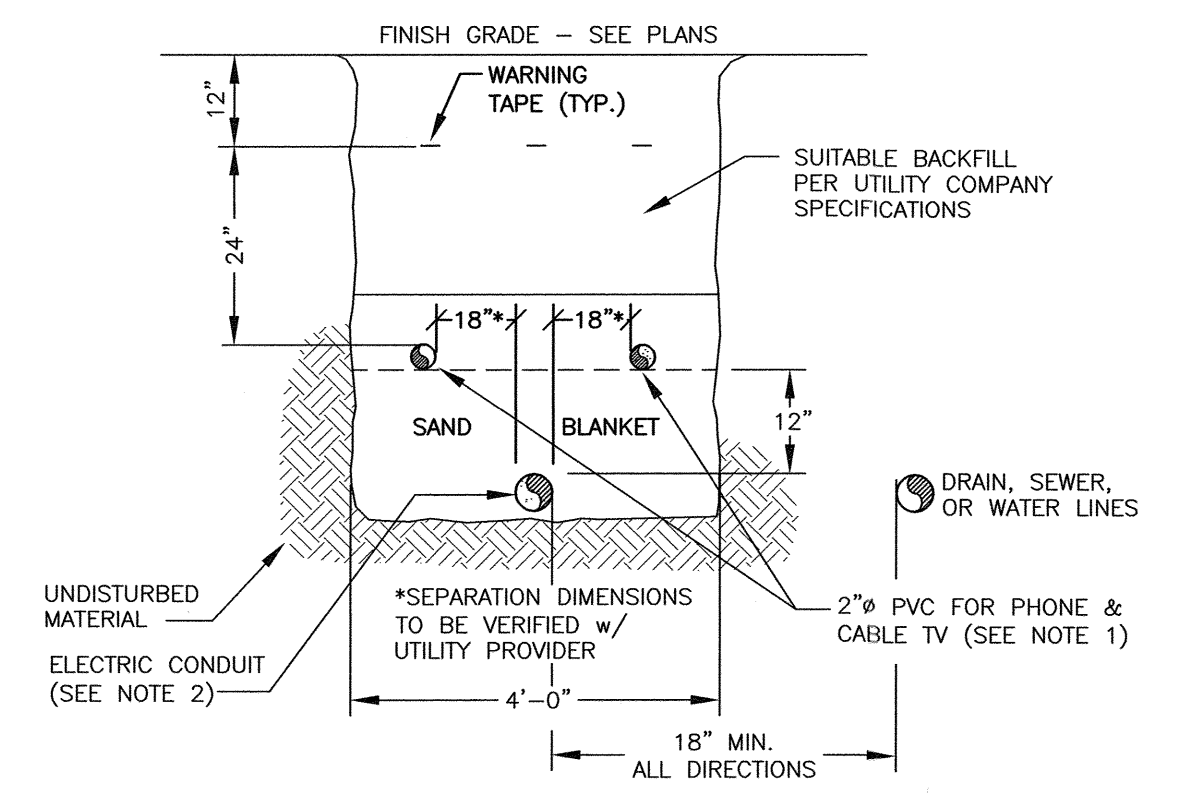 FINISH GRADE – SEE PLANS
12"
WARNING
TAPE (TYP.)
SUITABLE BACKFILL
PER UTILITY COMPANY
SPECIFICATIONS
24"
18"*
18"*
SAND
BLANKET
12"
DRAIN, SEWER,
OR WATER LINES
UNDISTURBED
MATERIAL
*SEPARATION DIMENSIONS
TO BE VERIFIED w/
UTILITY PROVIDER
2"ø PVC FOR PHONE &
CABLE TV (SEE NOTE 1)
ELECTRIC CONDUIT
(SEE NOTE 2)
4'–0"
18" MIN.
ALL DIRECTIONS